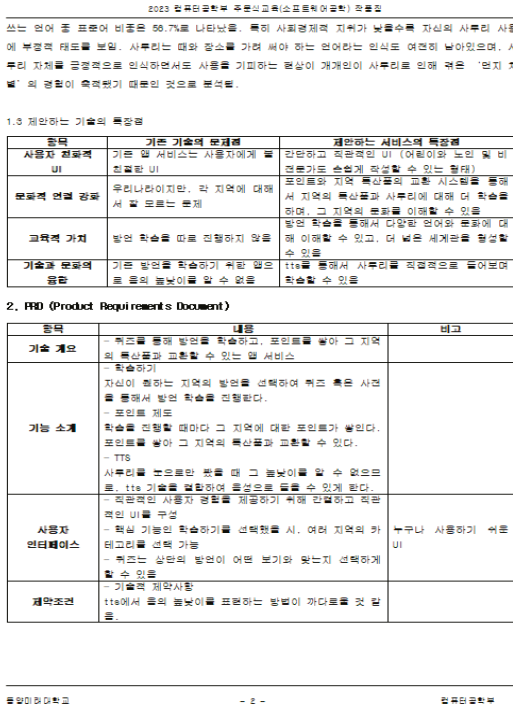 2023 컴퓨터공학부 주문식교육(소프트웨어공학) 작품집
쓰는 언어 중 표준어 비중은 56.7%로 나타났음. 특히 사회경제적 지위가 낮을수록 자신의 사투리 사용
에 부정적 태도를 보임. 사투리는 때와 장소를 가려 써야 하는 언어라는 인식도 여전히 남아있으며, 사
투리 자체를 긍정적으로 인식하면서도 사용을 기피하는 현상이 개개인이 사투리로 인해 겪은 '먼지 차
별'의 경험이 축적됐기 때문인 것으로 분석됨.
1.3 제안하는 기술의 특장점
항목 기존 기술의 문제점 제안하는 서비스의 특장점
사용자 친화적 UI
기존 앱 서비스는 사용자에게 불
친절한 UI
간단하고 직관적인 UI (어린이와 노인 및 비
전문가도 손쉽게 작성할 수 있는 형태)
문화적 연결 강화
우리나라이지만, 각 지역에 대해
서 잘 모르는 문제
포인트와 지역 특산품의 교환 시스템을 통해
서 지역의 특산품과 사투리에 대해 더 학습을
하며, 그 지역의 문화를 이해할 수 있음
교육적 가치
방언 학습을 따로 진행하지 않음
방언 학습을 통해서 다양한 언어와 문화에 대
해 이해할 수 있고, 더 넓은 세계관을 형성할
수 있음
기술과 문화의 융합
기존 방언을 학습하기 위한 앱으
로 음의 높낮이를 알 수 없음
tts를 통해서 사투리를 직접적으로 들어보며
학습할 수 있음
2. PRD (Product Requirements Document)
항목 내용 비고
기술 개요
- 퀴즈를 통해 방언을 학습하고, 포인트를 쌓아 그 지역
의 특산품과 교환할 수 있는 앱 서비스
기능 소개
- 학습하기
자신이 원하는 지역의 방언을 선택하여 퀴즈 혹은 사전
을 통해서 방언 학습을 진행한다.
- 포인트 제도
학습을 진행할 때마다 그 지역에 대한 포인트가 쌓인다.
포인트를 쌓아 그 지역의 특산품과 교환할 수 있다.
- TTS
사투리를 눈으로만 봤을 때 그 높낮이를 알 수 없으므
로, tts 기술을 결합하여 음성으로 들을 수 있게 한다.
사용자 인터페이스
- 직관적인 사용자 경험을 제공하기 위해 간결하고 직관
적인 UI를 구성
- 핵심 기능인 학습하기를 선택했을 시, 여러 지역의 카
테고리를 선택 가능
- 퀴즈는 상단의 방언이 어떤 보기와 맞는지 선택하게
할 수 있음
누구나 사용하기 쉬운
UI
제약조건
- 기술적 제약사항
tts에서 음의 높낮이를 표현하는 방법이 까다로울 것 같
음.
동양미래대학교 - 2 - 컴퓨터공학부